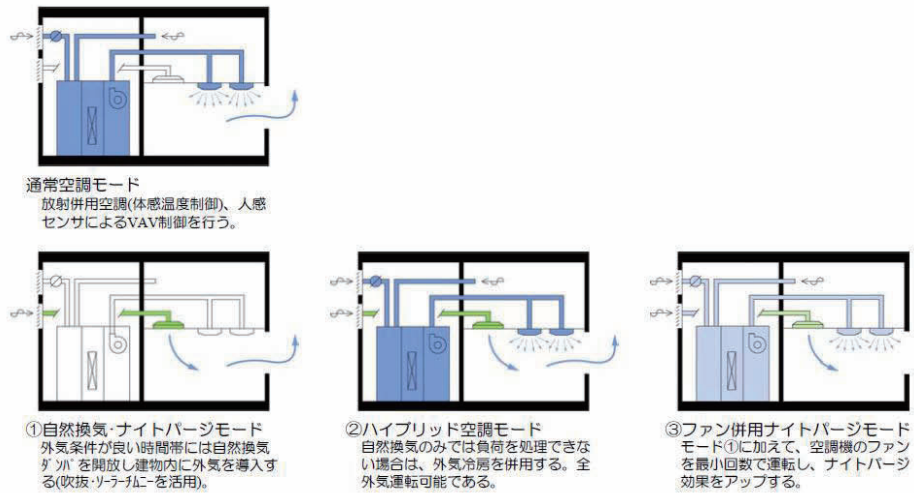 通常空調モード
放射併用空調(体感温度制御)、人感
センサによるVAV制御を行う。
①自然換気･ナイトパージモード
外気条件が良い時間帯には自然換気
ﾀﾞﾝﾊﾟを開放し建物内に外気を導入す
る(吹抜･ｿｰﾗｰﾁﾑﾆｰを活用)。
②ハイブリッド空調モード
自然換気のみでは負荷を処理できな
い場合は、外気冷房を併用する。全
外気運転可能である。
③ファン併用ナイトパージモード
モード①に加えて、空調機のファン
を最小回数で運転し、ナイトパージ
効果をアップする。